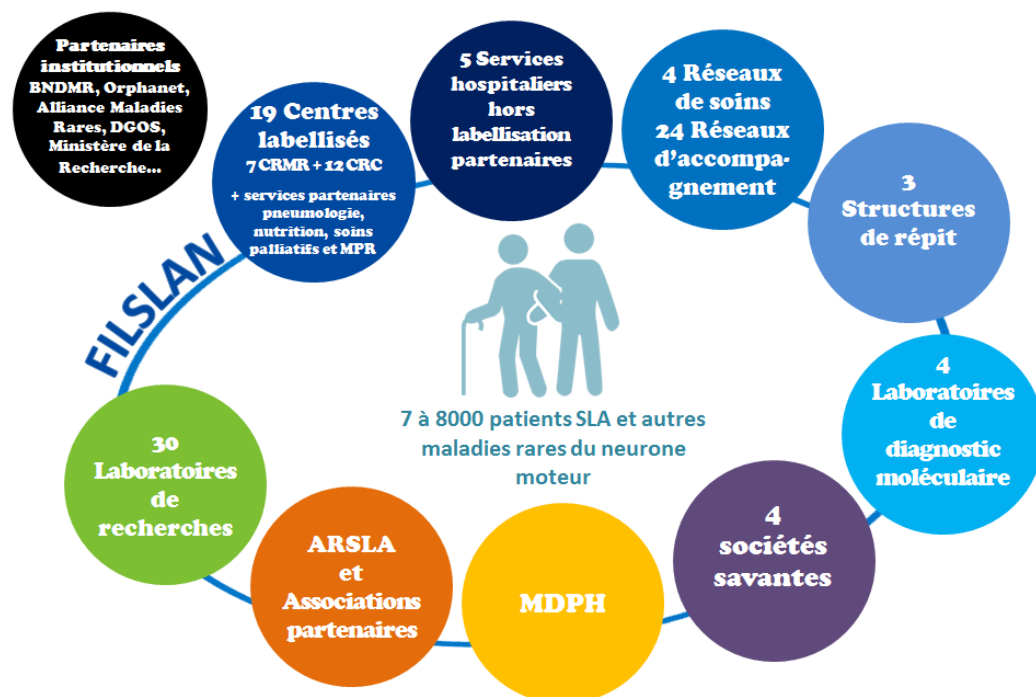 Partenaires
institutionnels
BNDMR, Orphanet,
Alliance Maladies
Rares, DGOS,
Ministère de la
Recherche...
19 Centres
labellisés
7 CRMR + 12 CRC
+ services partenaires
pneumologie,
nutrition, soins
palliatifs et MPR
5 Services
hospitaliers
hors
labellisation
partenaires
4 Réseaux
de soins
24 Réseaux
d'accompa-
gnement
3
Structures
de répit
4
Laboratoires
de
diagnostic
moléculaire
4
sociétés
savantes
MDPH
ARSLA
et
Associations
partenaires
30
Laboratoires
de
recherches
FILSLAN
7 à 8000 patients SLA et autres
maladies rares du neurone
moteur